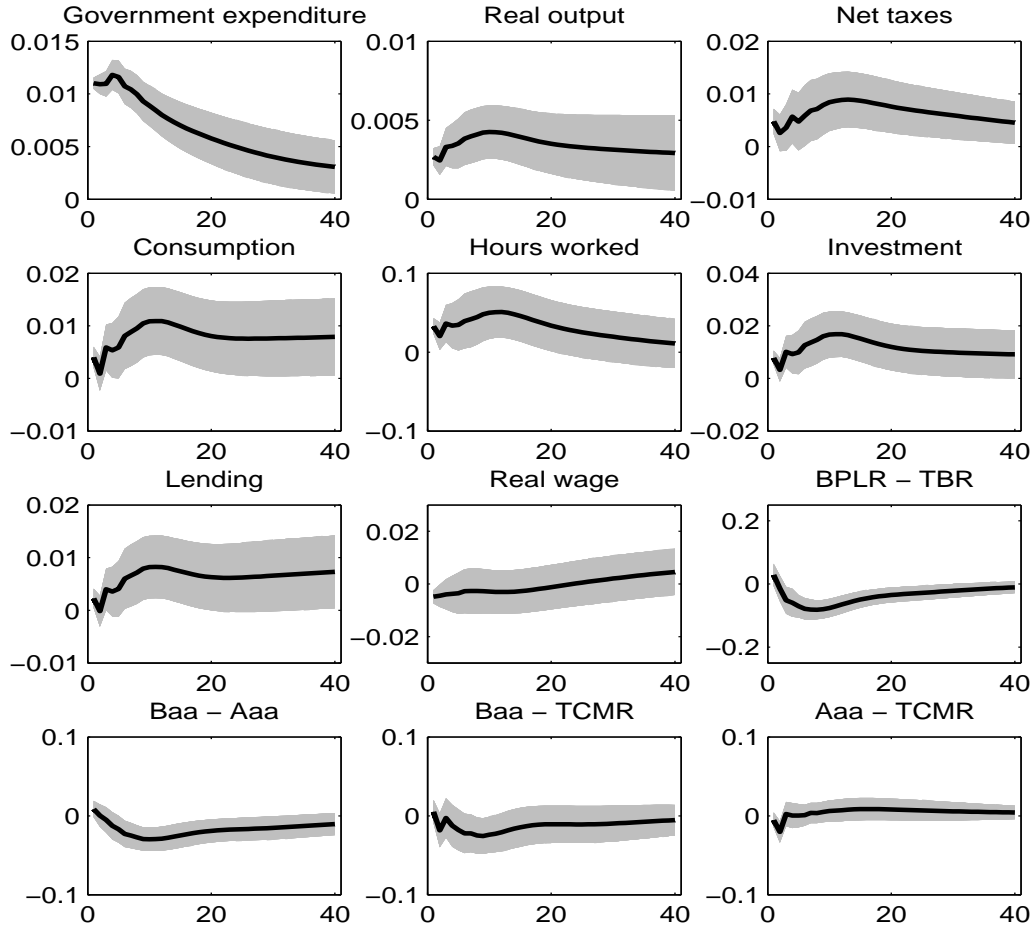 Government expenditure
0.015
0.01
0.005
0
0 20 40
Real output
0.01
0.005
0
0 20 40
Net taxes
0.02
0.01
0
−0.01
0 20 40
Consumption
0.02
0.01
0
−0.01
0 20 40
Hours worked
0.1
0
−0.1
0 20 40
Investment
0.04
0.02
0
−0.02
0 20 40
Lending
0.02
0.01
0
−0.01
0 20 40
Real wage
0.02
0
−0.02
0 20 40
BPLR − TBR
0.2
0
−0.2
0 20 40
Baa − Aaa
0.1
0
−0.1
0 20 40
Baa − TCMR
0.1
0
−0.1
0 20 40
Aaa − TCMR
0.1
0
−0.1
0 20 40